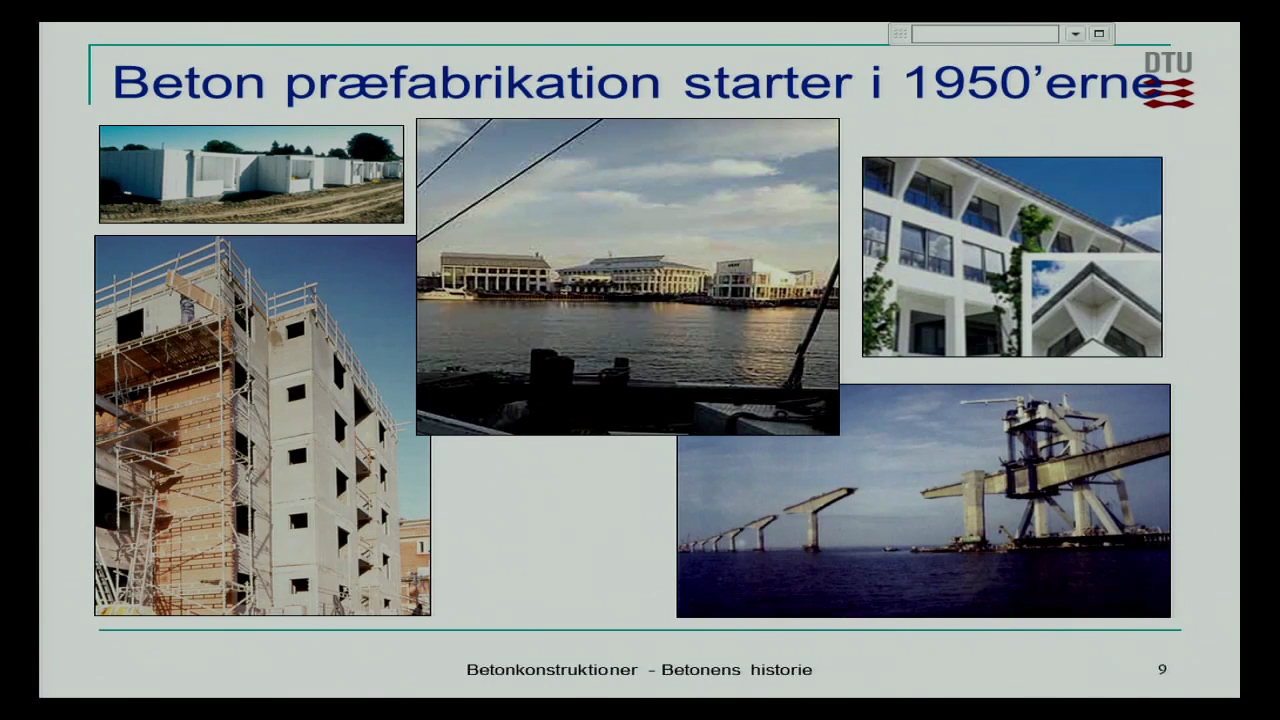 Beton præfabrikation starter i 1950’erne
DTU
Betonkonstruktioner - Betonens historie
9